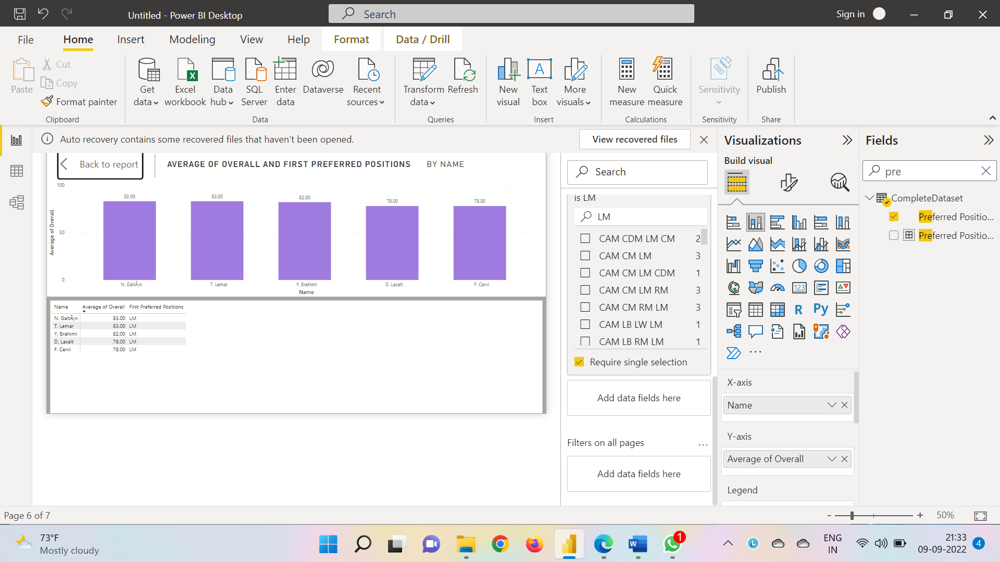 Untitled - Power BI Desktop
Search
Sign in
File
Home
Insert
Modeling
View
Help
Format
Data / Drill
Paste
Cut
Copy
Format painter
Clipboard
Get data
Excel workbook
Data hub
SQL Server
Enter data
Dataverse
Recent sources
Data
Transform data
Refresh
Queries
New visual
Text box
More visuals
Insert
New measure
Quick measure
Calculations
Sensitivity
Sensitivity
Publish
Share
Auto recovery contains some recovered files that haven't been opened.
View recovered files
Back to report
AVERAGE OF OVERALL AND FIRST PREFERRED POSITIONS BY NAME
Average of Overall
100
50
0
83.00
83.00
82.00
78.00
78.00
N. GaitÃ¡n
T. Lemar
Y. Brahimi
D. Laxalt
F. Cervi
Name
Name Average of Overall First Preferred Positions
N. GaitÃ¡n 83.00 LM
T. Lemar 83.00 LM
Y. Brahimi 82.00 LM
D. Laxalt 78.00 LM
F. Cervi 78.00 LM
Search
is LM
LM
CAM CDM LM CM 2
CAM CM LM 3
CAM CM LM CDM 1
CAM CM LM RM 3
CAM CM RM LM 3
CAM LB LW LM 1
CAM LB RM LM 1
Require single selection
Add data fields here
Filters on all pages ...
Add data fields here
Visualizations
Build visual
123
R
Py
...
X-axis
Name
Y-axis
Average of Overall
Legend
Fields
pre
CompleteDataset
Preferred Positio...
Preferred Positio...
Page 6 of 7
- + 50%
73°F
Mostly cloudy
W
1
L
ENG
IN
21:33
09-09-2022
4